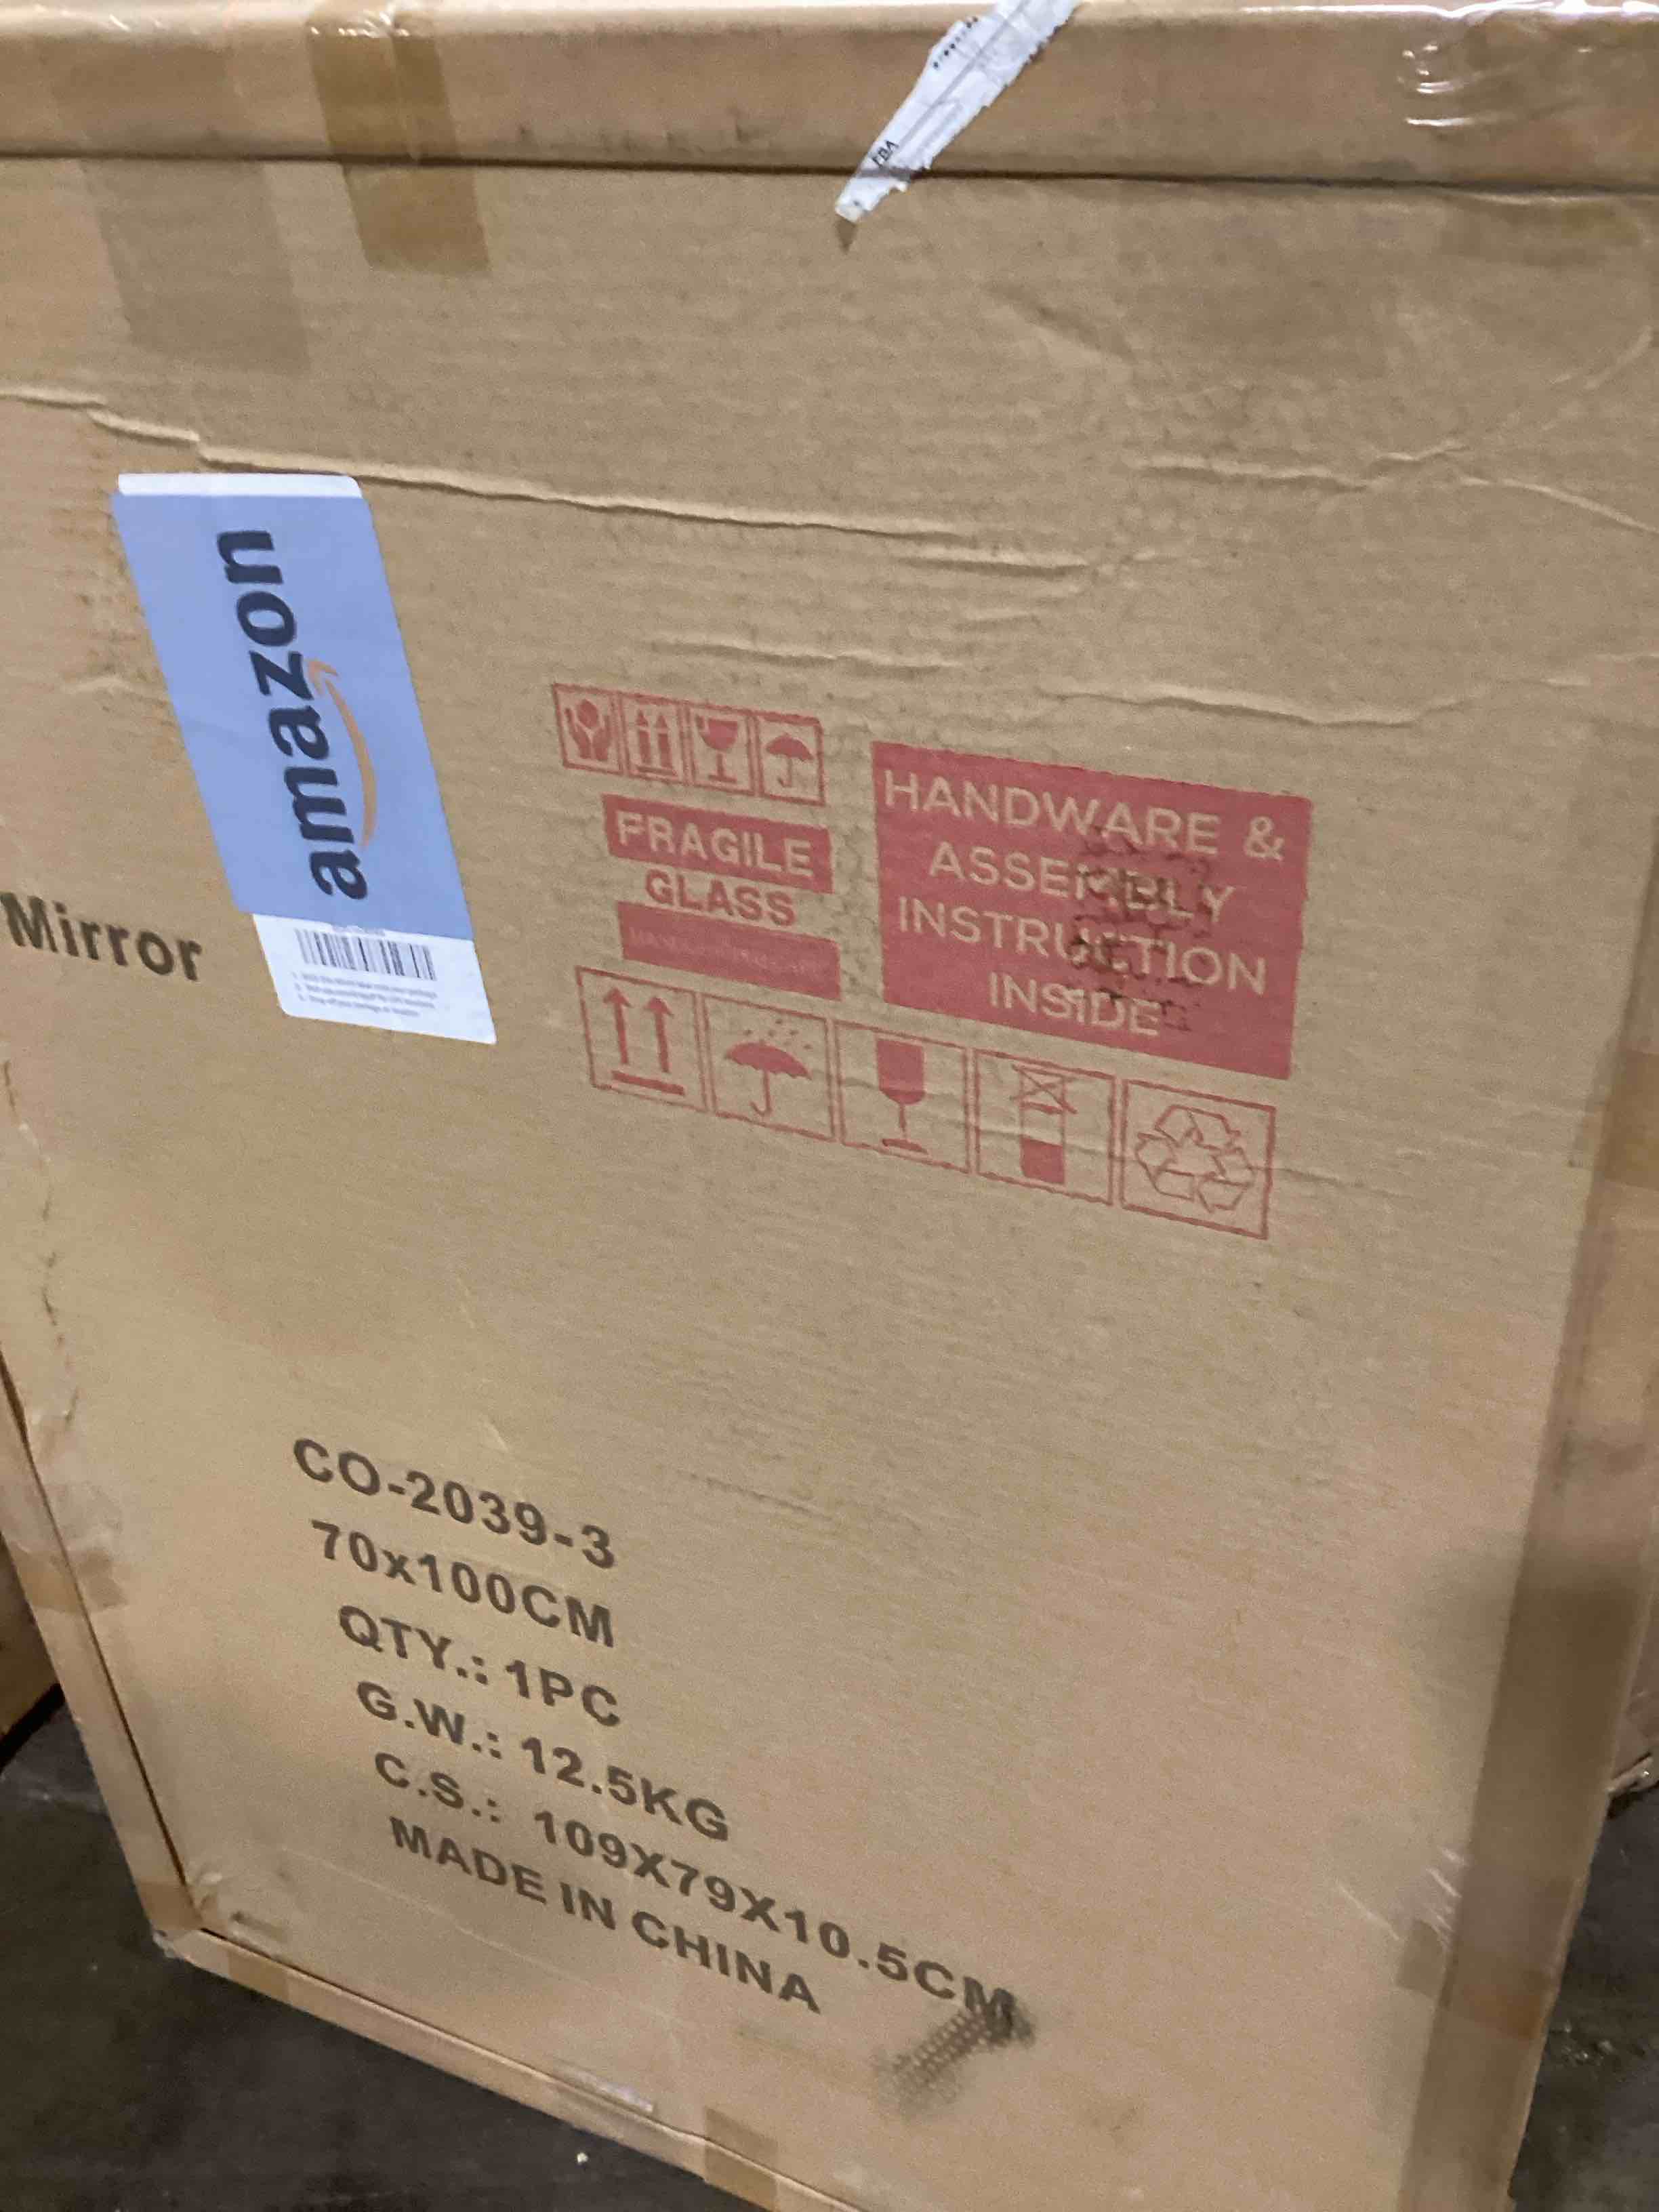 FBA
amazon
Mirror
FRAGILE
GLASS
HANDWARE &
ASSEMBLY
INSTRUCTION
INSIDE
CO-2039-3
70x100CM
QTY.: 1PC
G.W.: 12.5KG
C.S.: 109X79X10.5CM
MADE IN CHINA